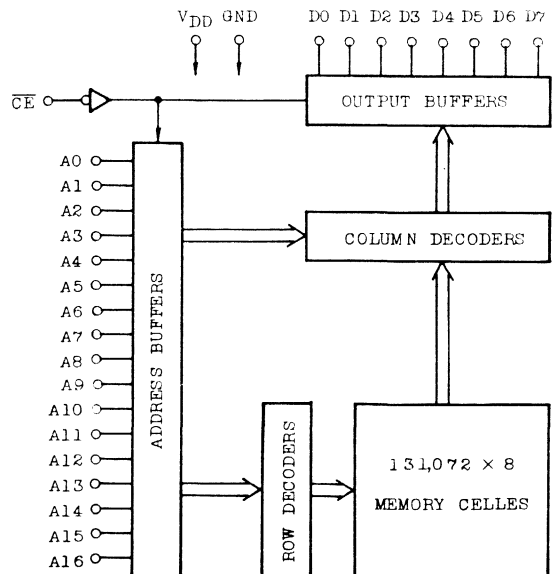 VDD GND
D0 D1 D2 D3 D4 D5 D6 D7
CE
OUTPUT BUFFERS
A0
A1
A2
A3
A4
A5
A6
A7
A8
A9
A10
A11
A12
A13
A14
A15
A16
ADDRESS BUFFERS
COLUMN DECODERS
ROW DECODERS
131,072 × 8
MEMORY CELLES